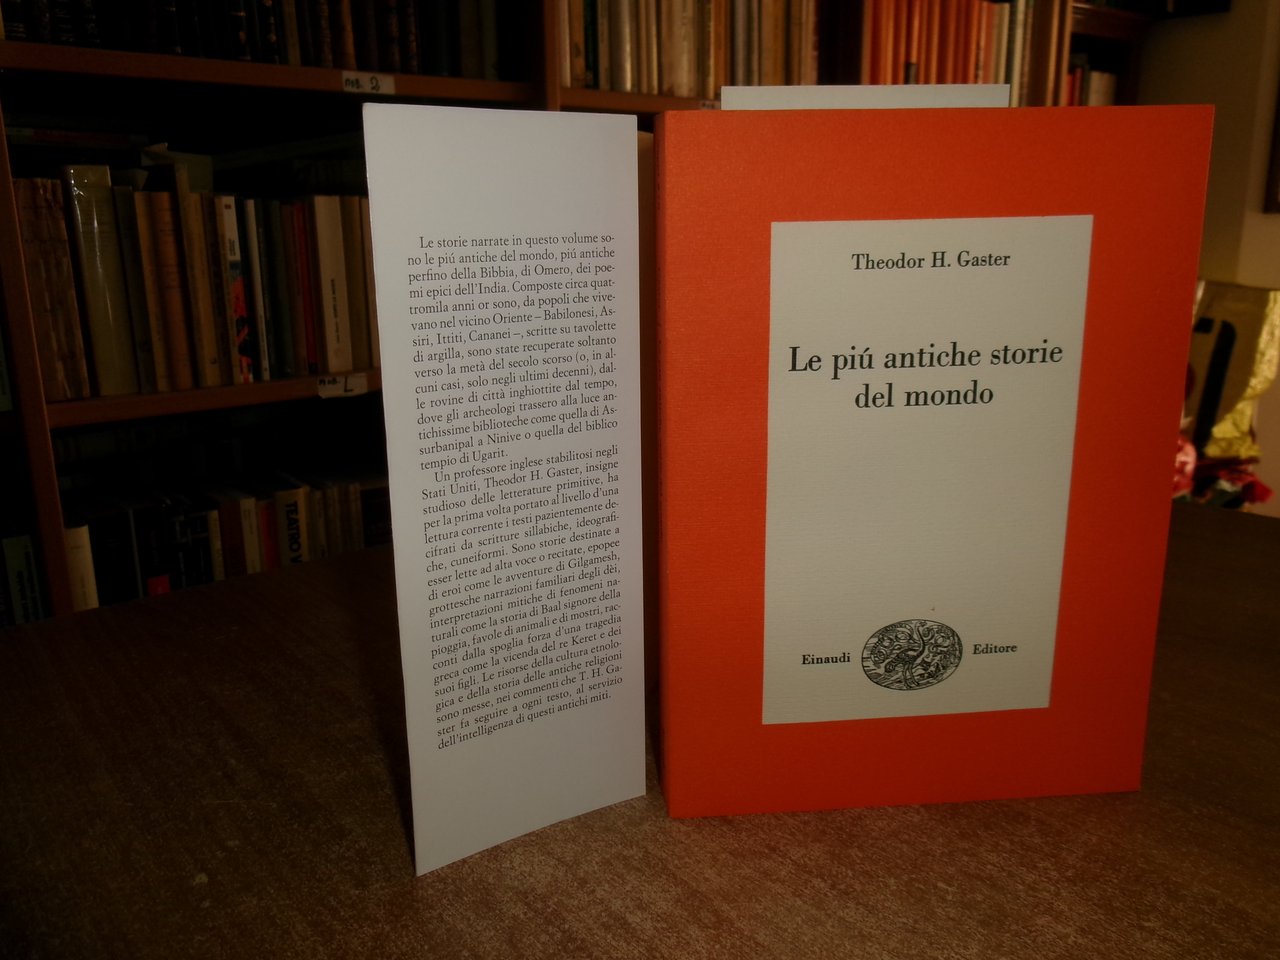 nob. 2
Le storie narrate in questo volume so-
no le piú antiche del mondo, piú antiche
perfino della Bibbia, di Omero, dei poe-
mi epici dell'India. Composte circa quat-
tromila anni or sono, da popoli che vive-
vano nel vicino Oriente – Babilonesi, As-
siri, Ittiti, Cananei –, scritte su tavolette
di argilla, sono state recuperate soltanto
verso la metà del secolo scorso (o, in al-
cuni casi, solo negli ultimi decenni), dal-
le rovine di città inghiottite dal tempo,
dove gli archeologi trassero alla luce an-
tichissime biblioteche come quella di As-
surbanipal a Ninive o quella del biblico
tempio di Ugarit.
Un professore inglese stabilitosi negli
Stati Uniti, Theodor H. Gaster, insigne
studioso delle letterature primitive, ha
per la prima volta portato al livello d'una
lettura corrente i testi pazientemente de-
cifrati da scritture sillabiche, ideografi-
che, cuneiformi. Sono storie destinate a
esser lette ad alta voce o recitate, epopee
di eroi come le avventure di Gilgamesh,
grottesche narrazioni familiari degli dèi,
interpretazioni mitiche di fenomeni na-
turali come la storia di Baal signore della
pioggia, favole di animali e di mostri, rac-
conti dalla spoglia forza d'una tragedia
greca come la vicenda del re Keret e dei
suoi figli. Le risorse della cultura etnolo-
gica e della storia delle antiche religioni
sono messe, nei commenti che T. H. Ga-
ster fa seguire a ogni testo, al servizio
dell'intelligenza di questi antichi miti.
Theodor H. Gaster
Le piú antiche storie
del mondo
Einaudi Editore
TEATRO